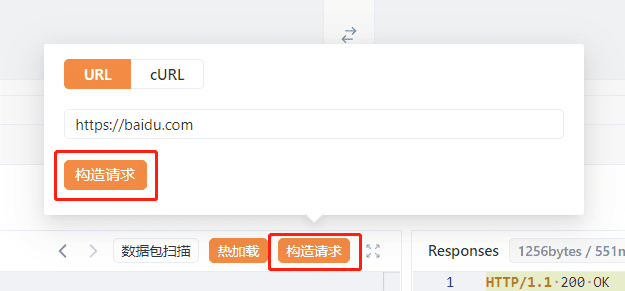 URL cURL
https://baidu.com
构造请求
数据包扫描 热加载 构造请求 Responses 1256bytes / 551
1 HTTP/1.1·200·OK